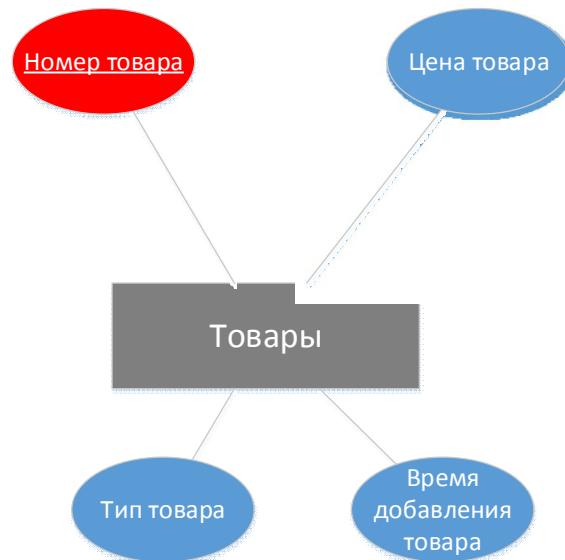 Номер товара
Цена товара
Товары
Тип товара
Время
добавления
товара